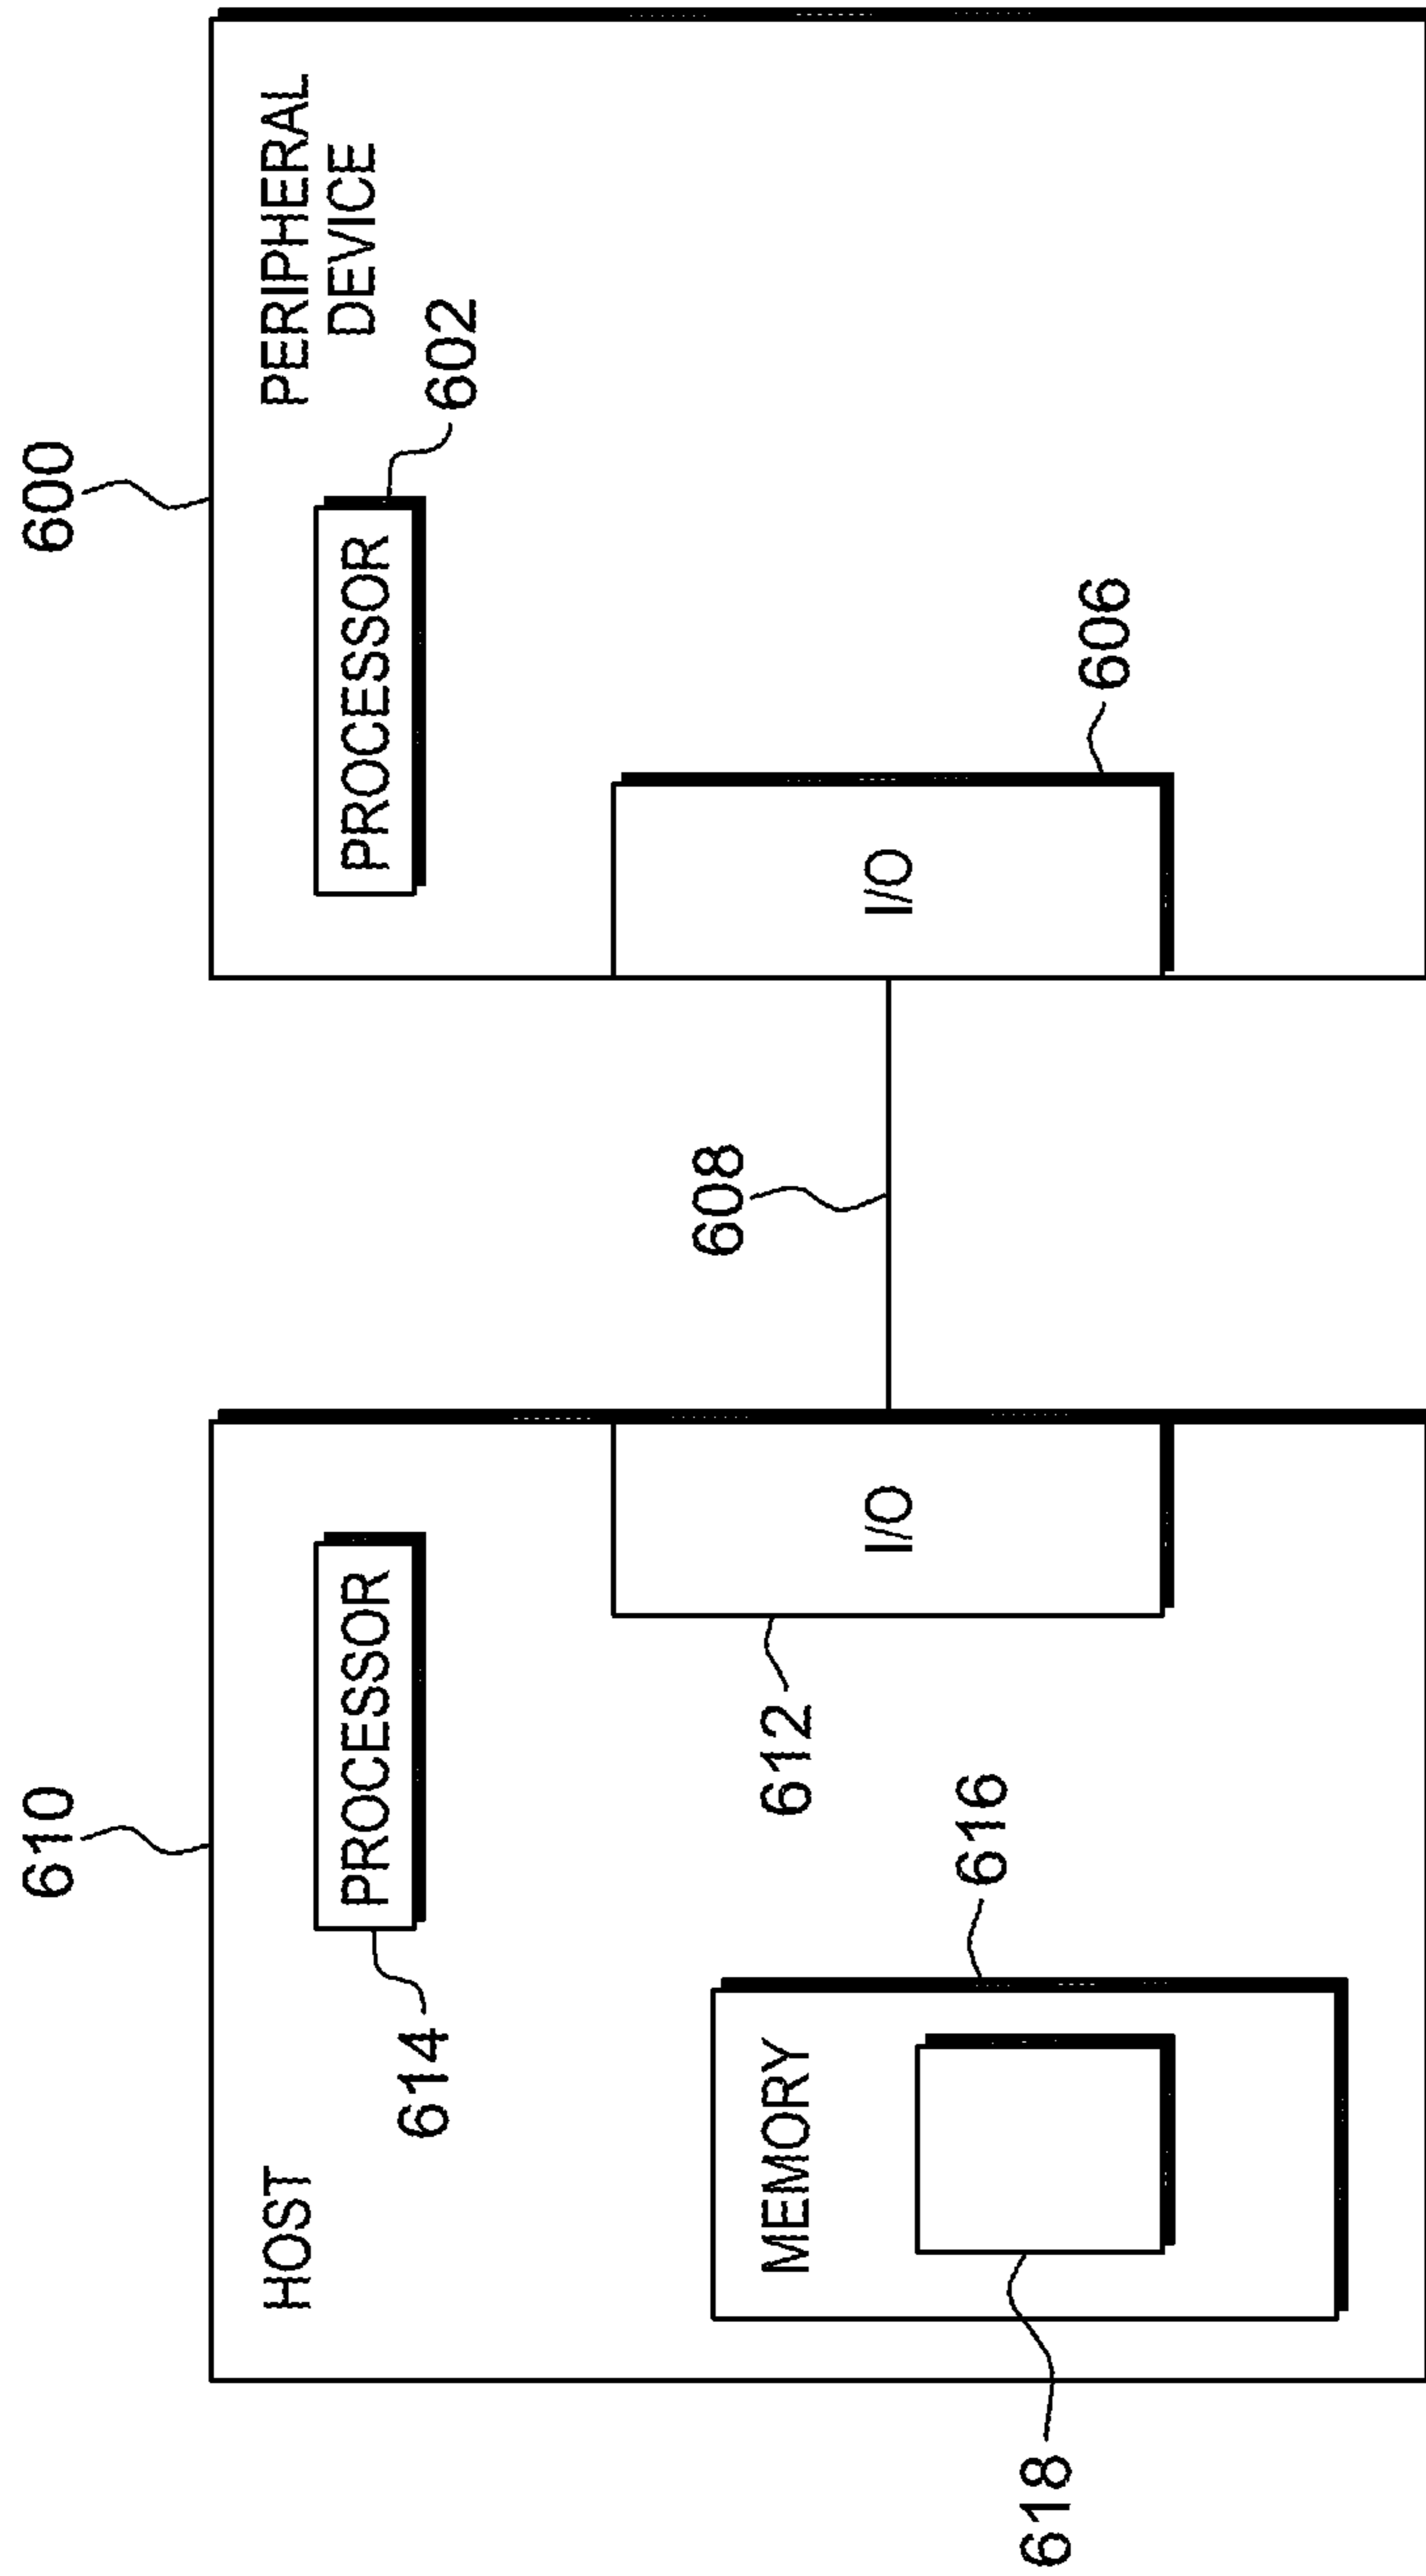 610
600
HOST
PERIPHERAL
DEVICE
PROCESSOR
PROCESSOR
614
602
608
MEMORY
612
I/O
I/O
616
618
606